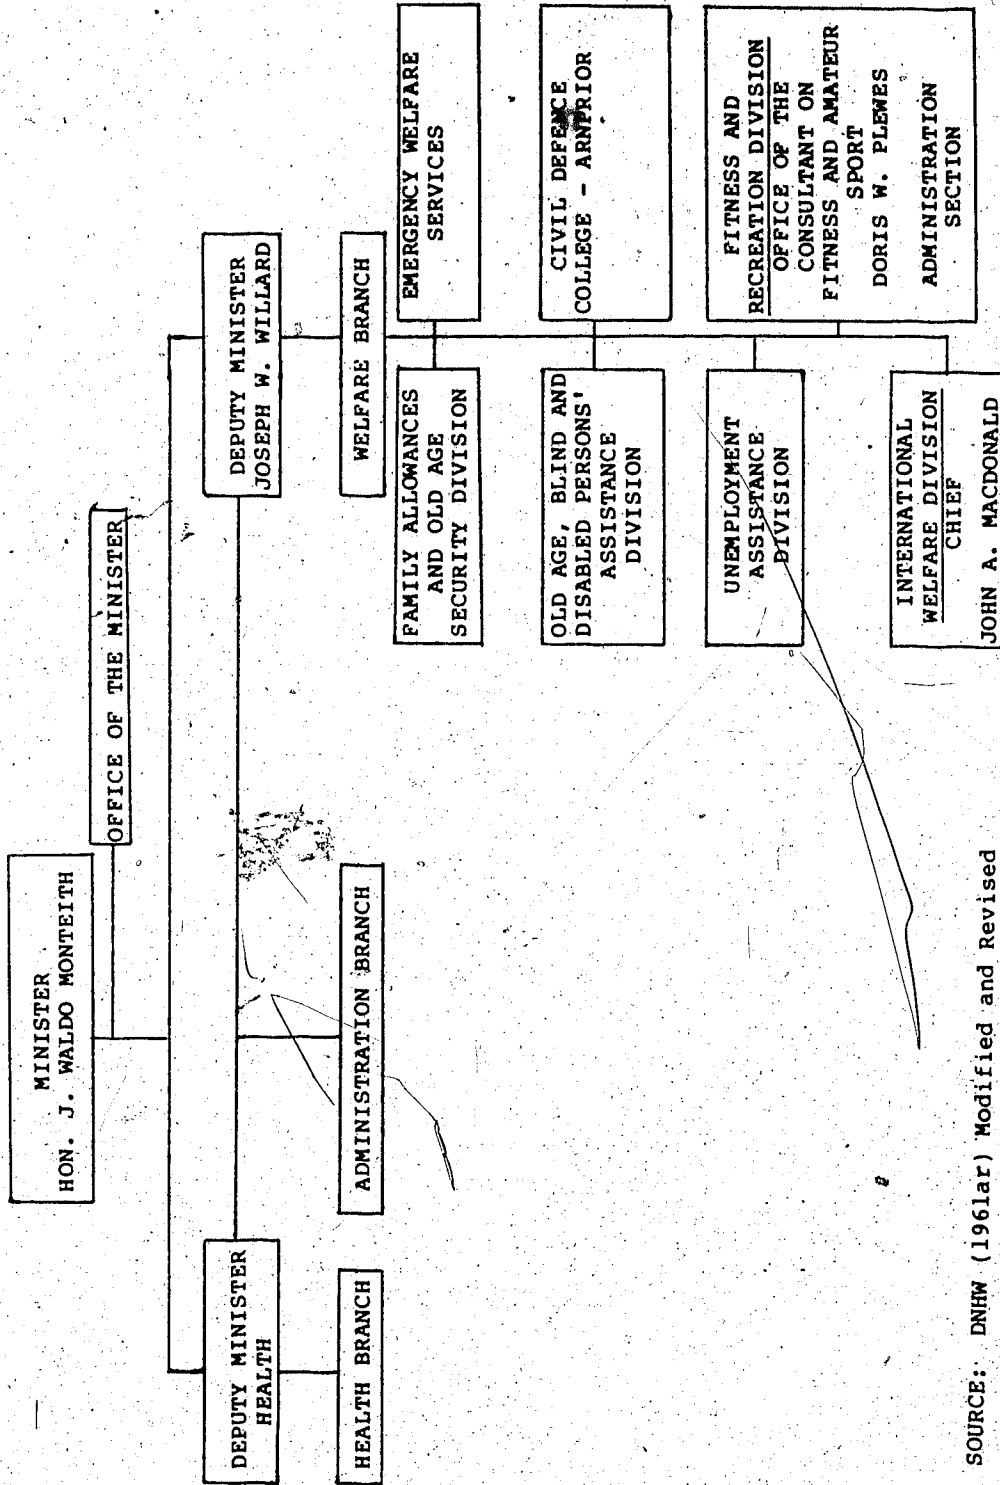 MINISTER
HON. J. WALDO MONTEITH
OFFICE OF THE MINISTER
DEPUTY MINISTER
HEALTH
DEPUTY MINISTER
JOSEPH W. WILLARD
HEALTH BRANCH
ADMINISTRATION BRANCH
WELFARE BRANCH
FAMILY ALLOWANCES
AND OLD AGE
SECURITY DIVISION
EMERGENCY WELFARE
SERVICES
OLD AGE, BLIND AND
DISABLED PERSONS'
ASSISTANCE
DIVISION
CIVIL DEFENCE
COLLEGE - ARNPRIOR
UNEMPLOYMENT
ASSISTANCE
DIVISION
FITNESS AND
RECREATION DIVISION
OFFICE OF THE
CONSULTANT ON
FITNESS AND AMATEUR
SPORT
DORIS W. PLEWES
ADMINISTRATION
SECTION
INTERNATIONAL
WELFARE DIVISION
CHIEF
JOHN A. MACDONALD
SOURCE: DNHW (1961ar) Modified and Revised